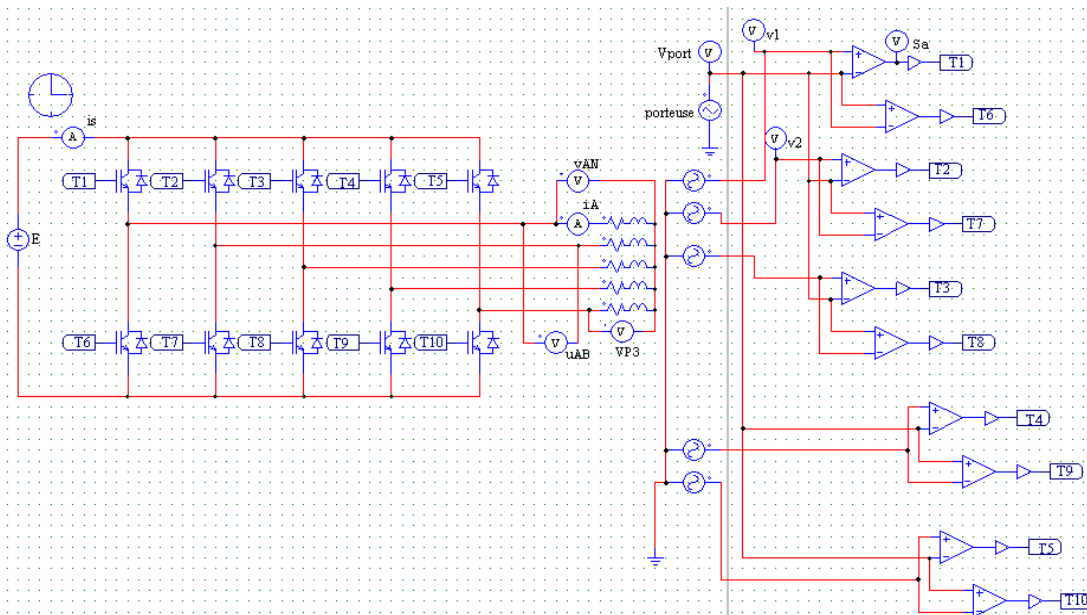 V v1
Vport V
V Sa
T1
porteuse
T6
is
A
V v2
vAN
V
T2
T1 T2 T3 T4 T5
iA
A
T7
E
T3
T6 T7 T8 T9 T10
V
uAB
V
VP3
T8
T4
T9
T5
T10